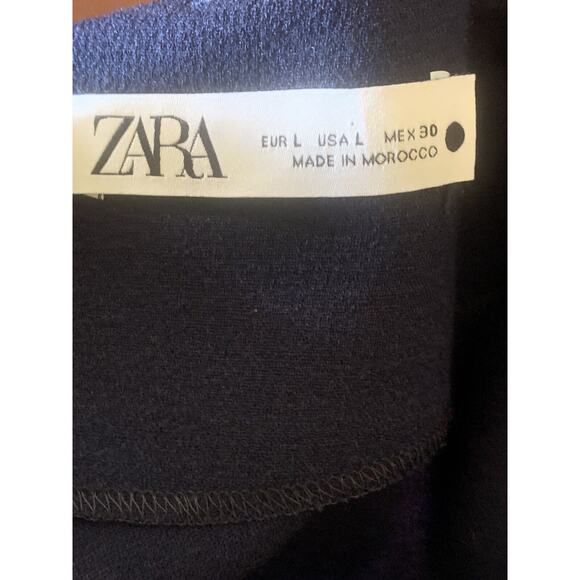 ZARA
EUR L USA L MEX 30
MADE IN MOROCCO